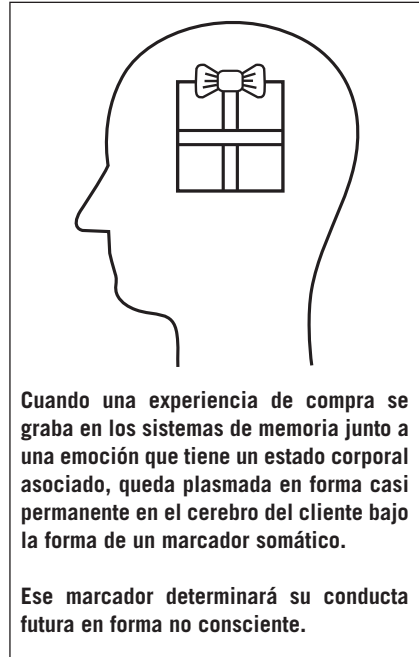 Cuando una experiencia de compra se
graba en los sistemas de memoria junto a
una emoción que tiene un estado corporal
asociado, queda plasmada en forma casi
permanente en el cerebro del cliente bajo
la forma de un marcador somático.
Ese marcador determinará su conducta
futura en forma no consciente.